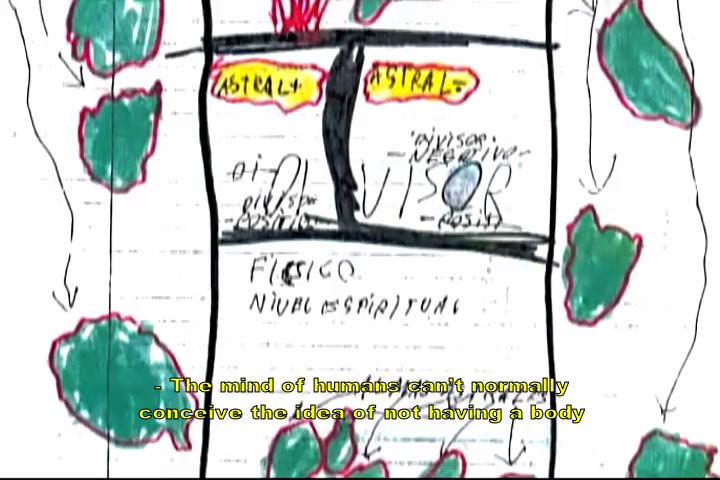 ASTRAL+
ASTRAL-
DIVISOR
NEGATIVO
DI
VISOR
FISICO
NIVEL ESPIRITUAL
- The mind of humans can't normally
conceive the idea of not having a body